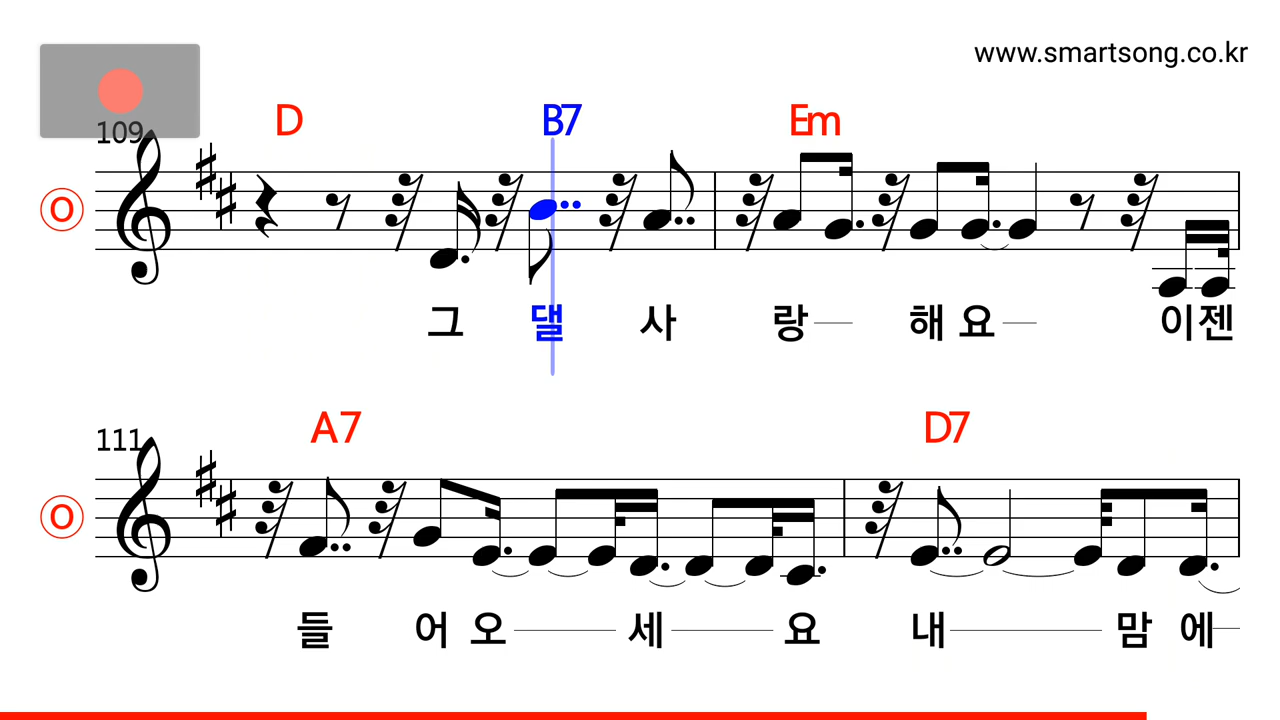 www.smartsong.co.kr
109
D B7 Em
O
그 댈 사 랑 해 요 이 젠
111
A7 D7
O
들 어 오 세 요 내 맘 에